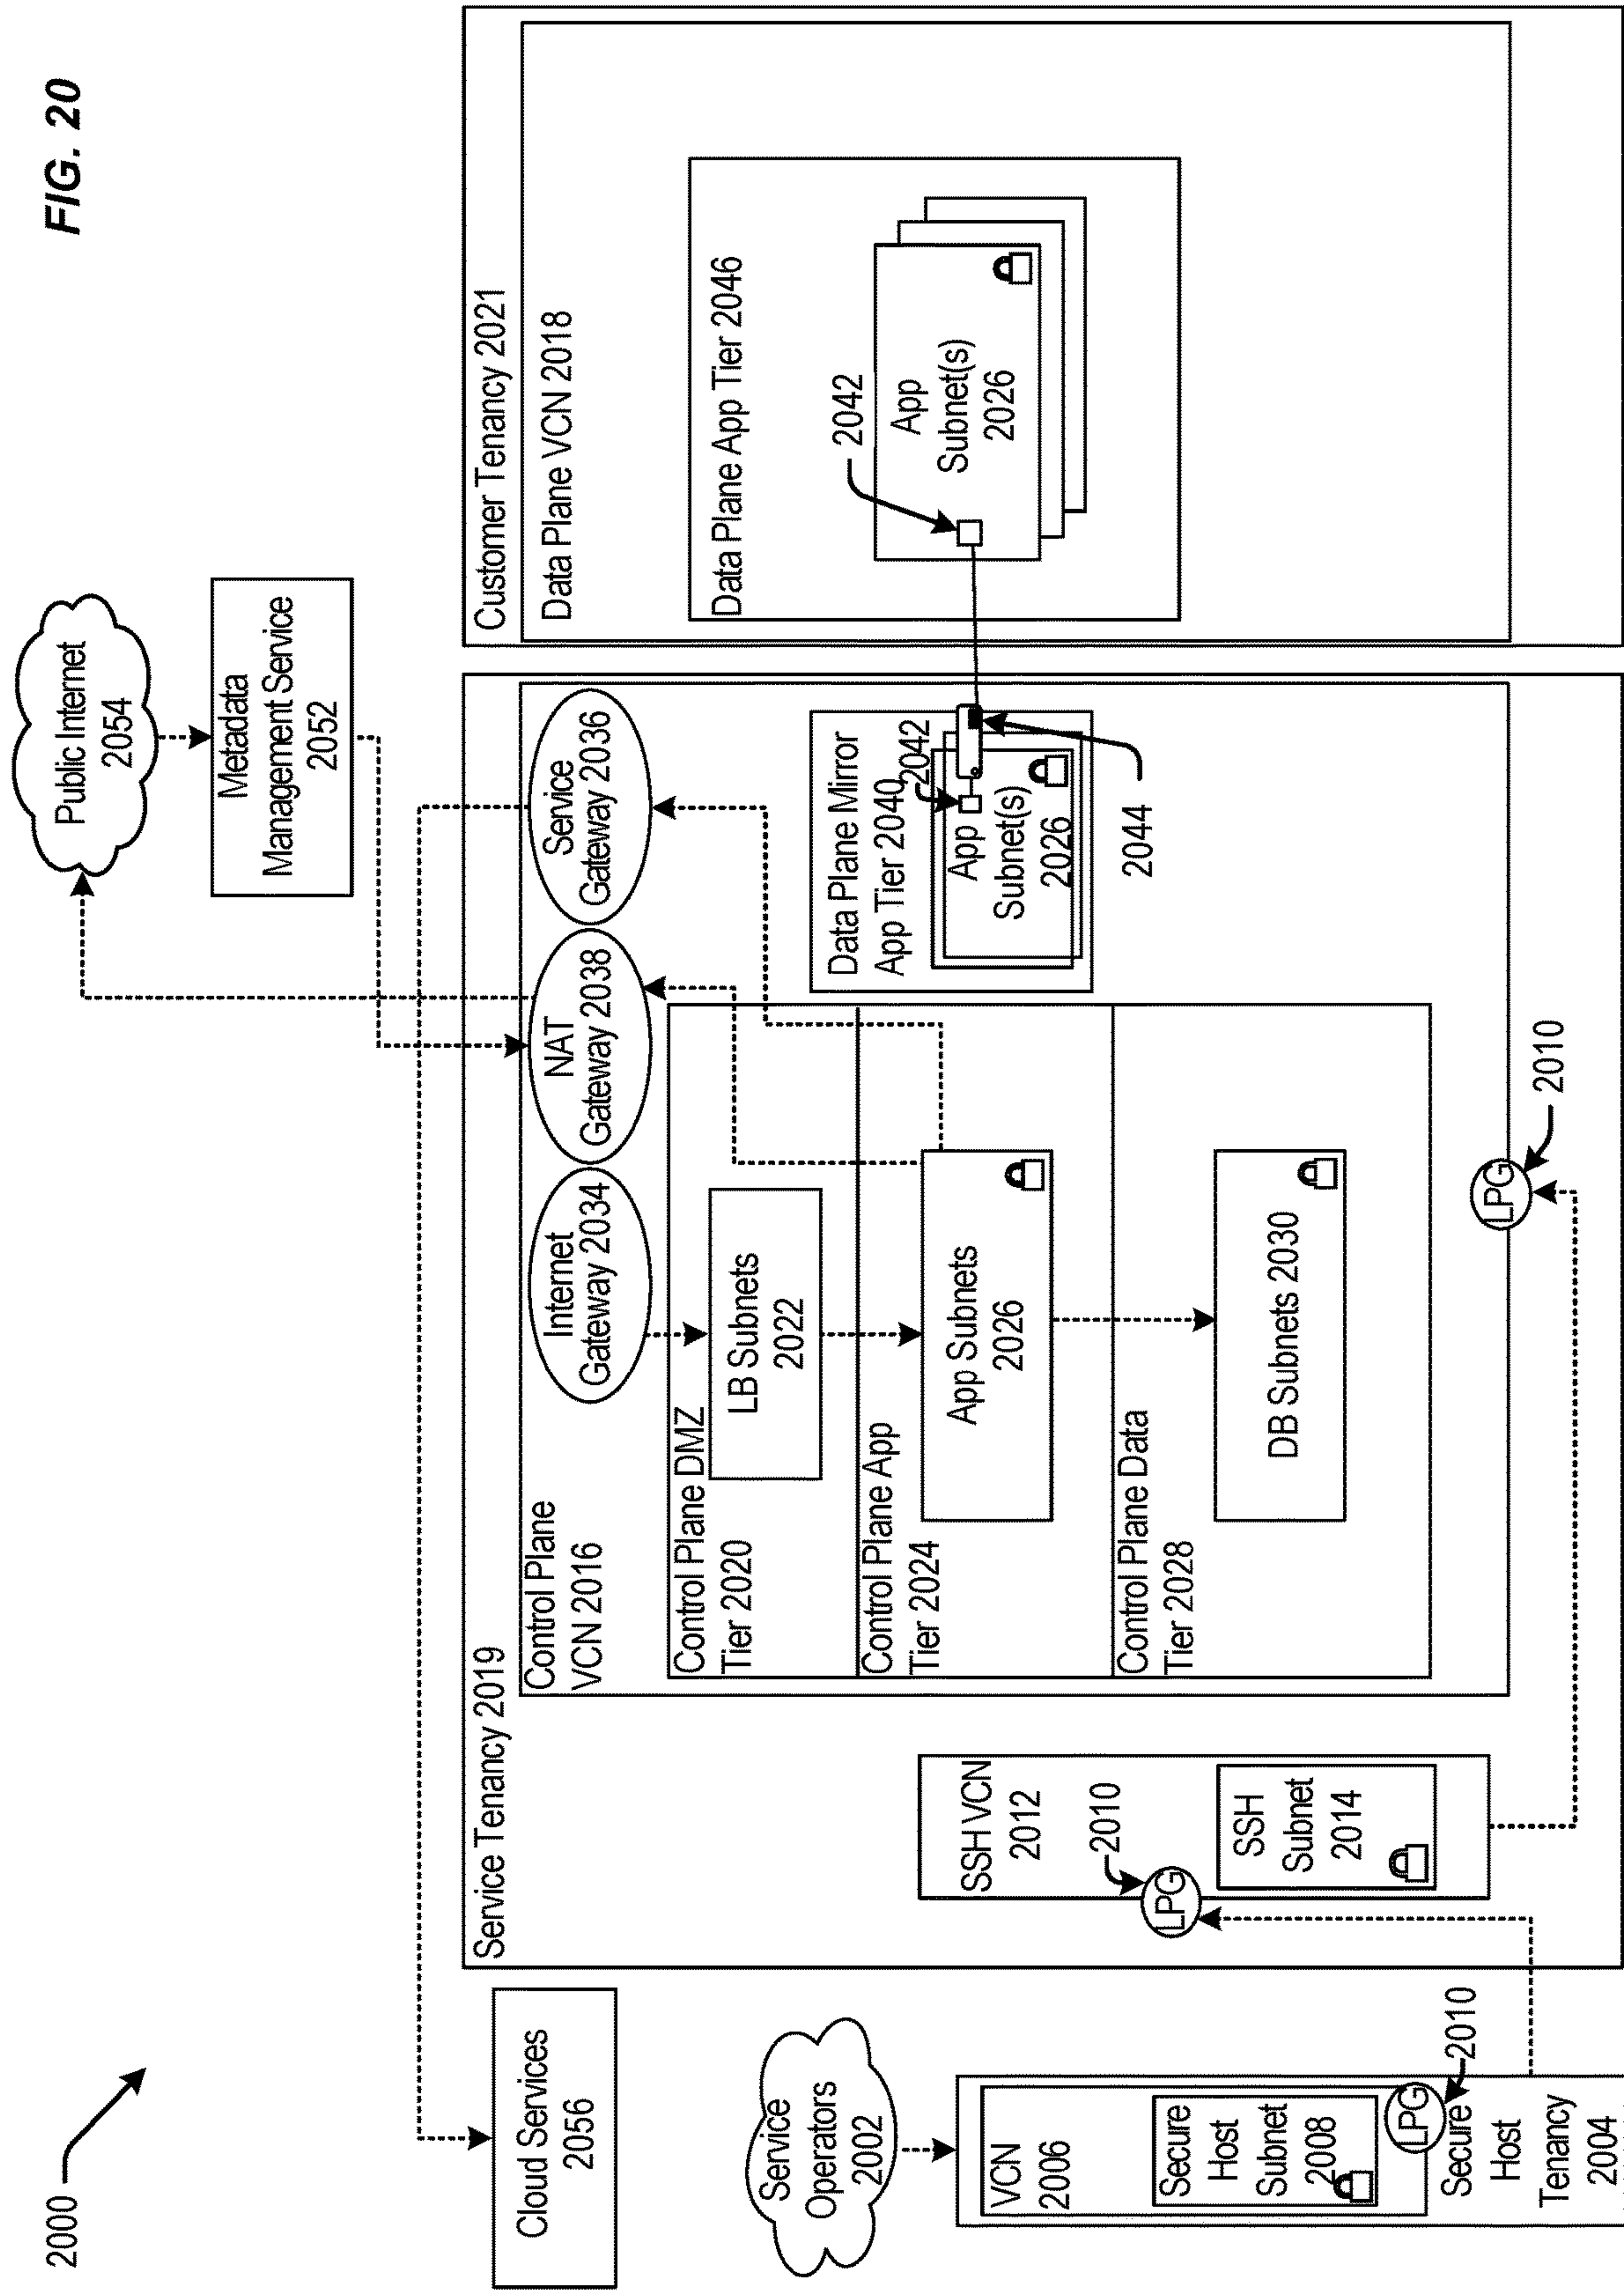 FIG. 20
2000
Public Internet
2054
Metadata
Management Service
2052
Cloud Services
2056
Service
Operators
2002
VCN
2006
Secure
Host
Subnet
2008
LPG
2010
Secure
Host
Tenancy
2004
Service Tenancy 2019
SSH VCN
2012
2010
LPG
SSH
Subnet
2014
Control Plane
VCN 2016
Internet
Gateway 2034
NAT
Gateway 2038
Service
Gateway 2036
Control Plane DMZ
Tier 2020
LB Subnets
2022
Control Plane App
Tier 2024
App Subnets
2026
Control Plane Data
Tier 2028
DB Subnets 2030
LPG
2010
Data Plane Mirror
App Tier 2040
2042
App
Subnet(s)
2026
2044
Customer Tenancy 2021
Data Plane VCN 2018
Data Plane App Tier 2046
2042
App
Subnet(s)
2026